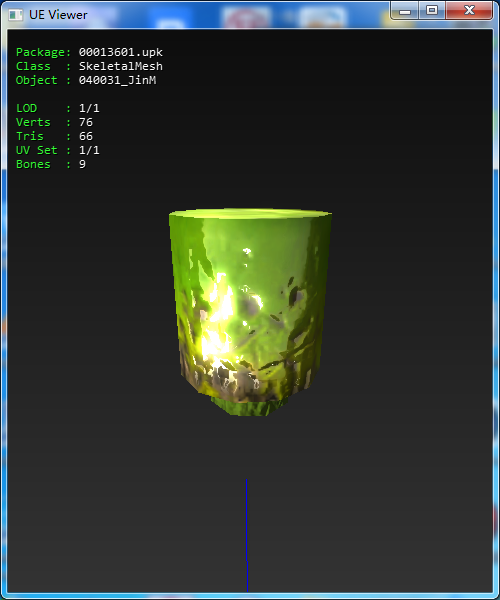 UE Viewer
Package: 00013601.upk
Class : SkeletalMesh
Object : 040031_JinM
LOD : 1/1
Verts : 76
Tris : 66
UV Set : 1/1
Bones : 9